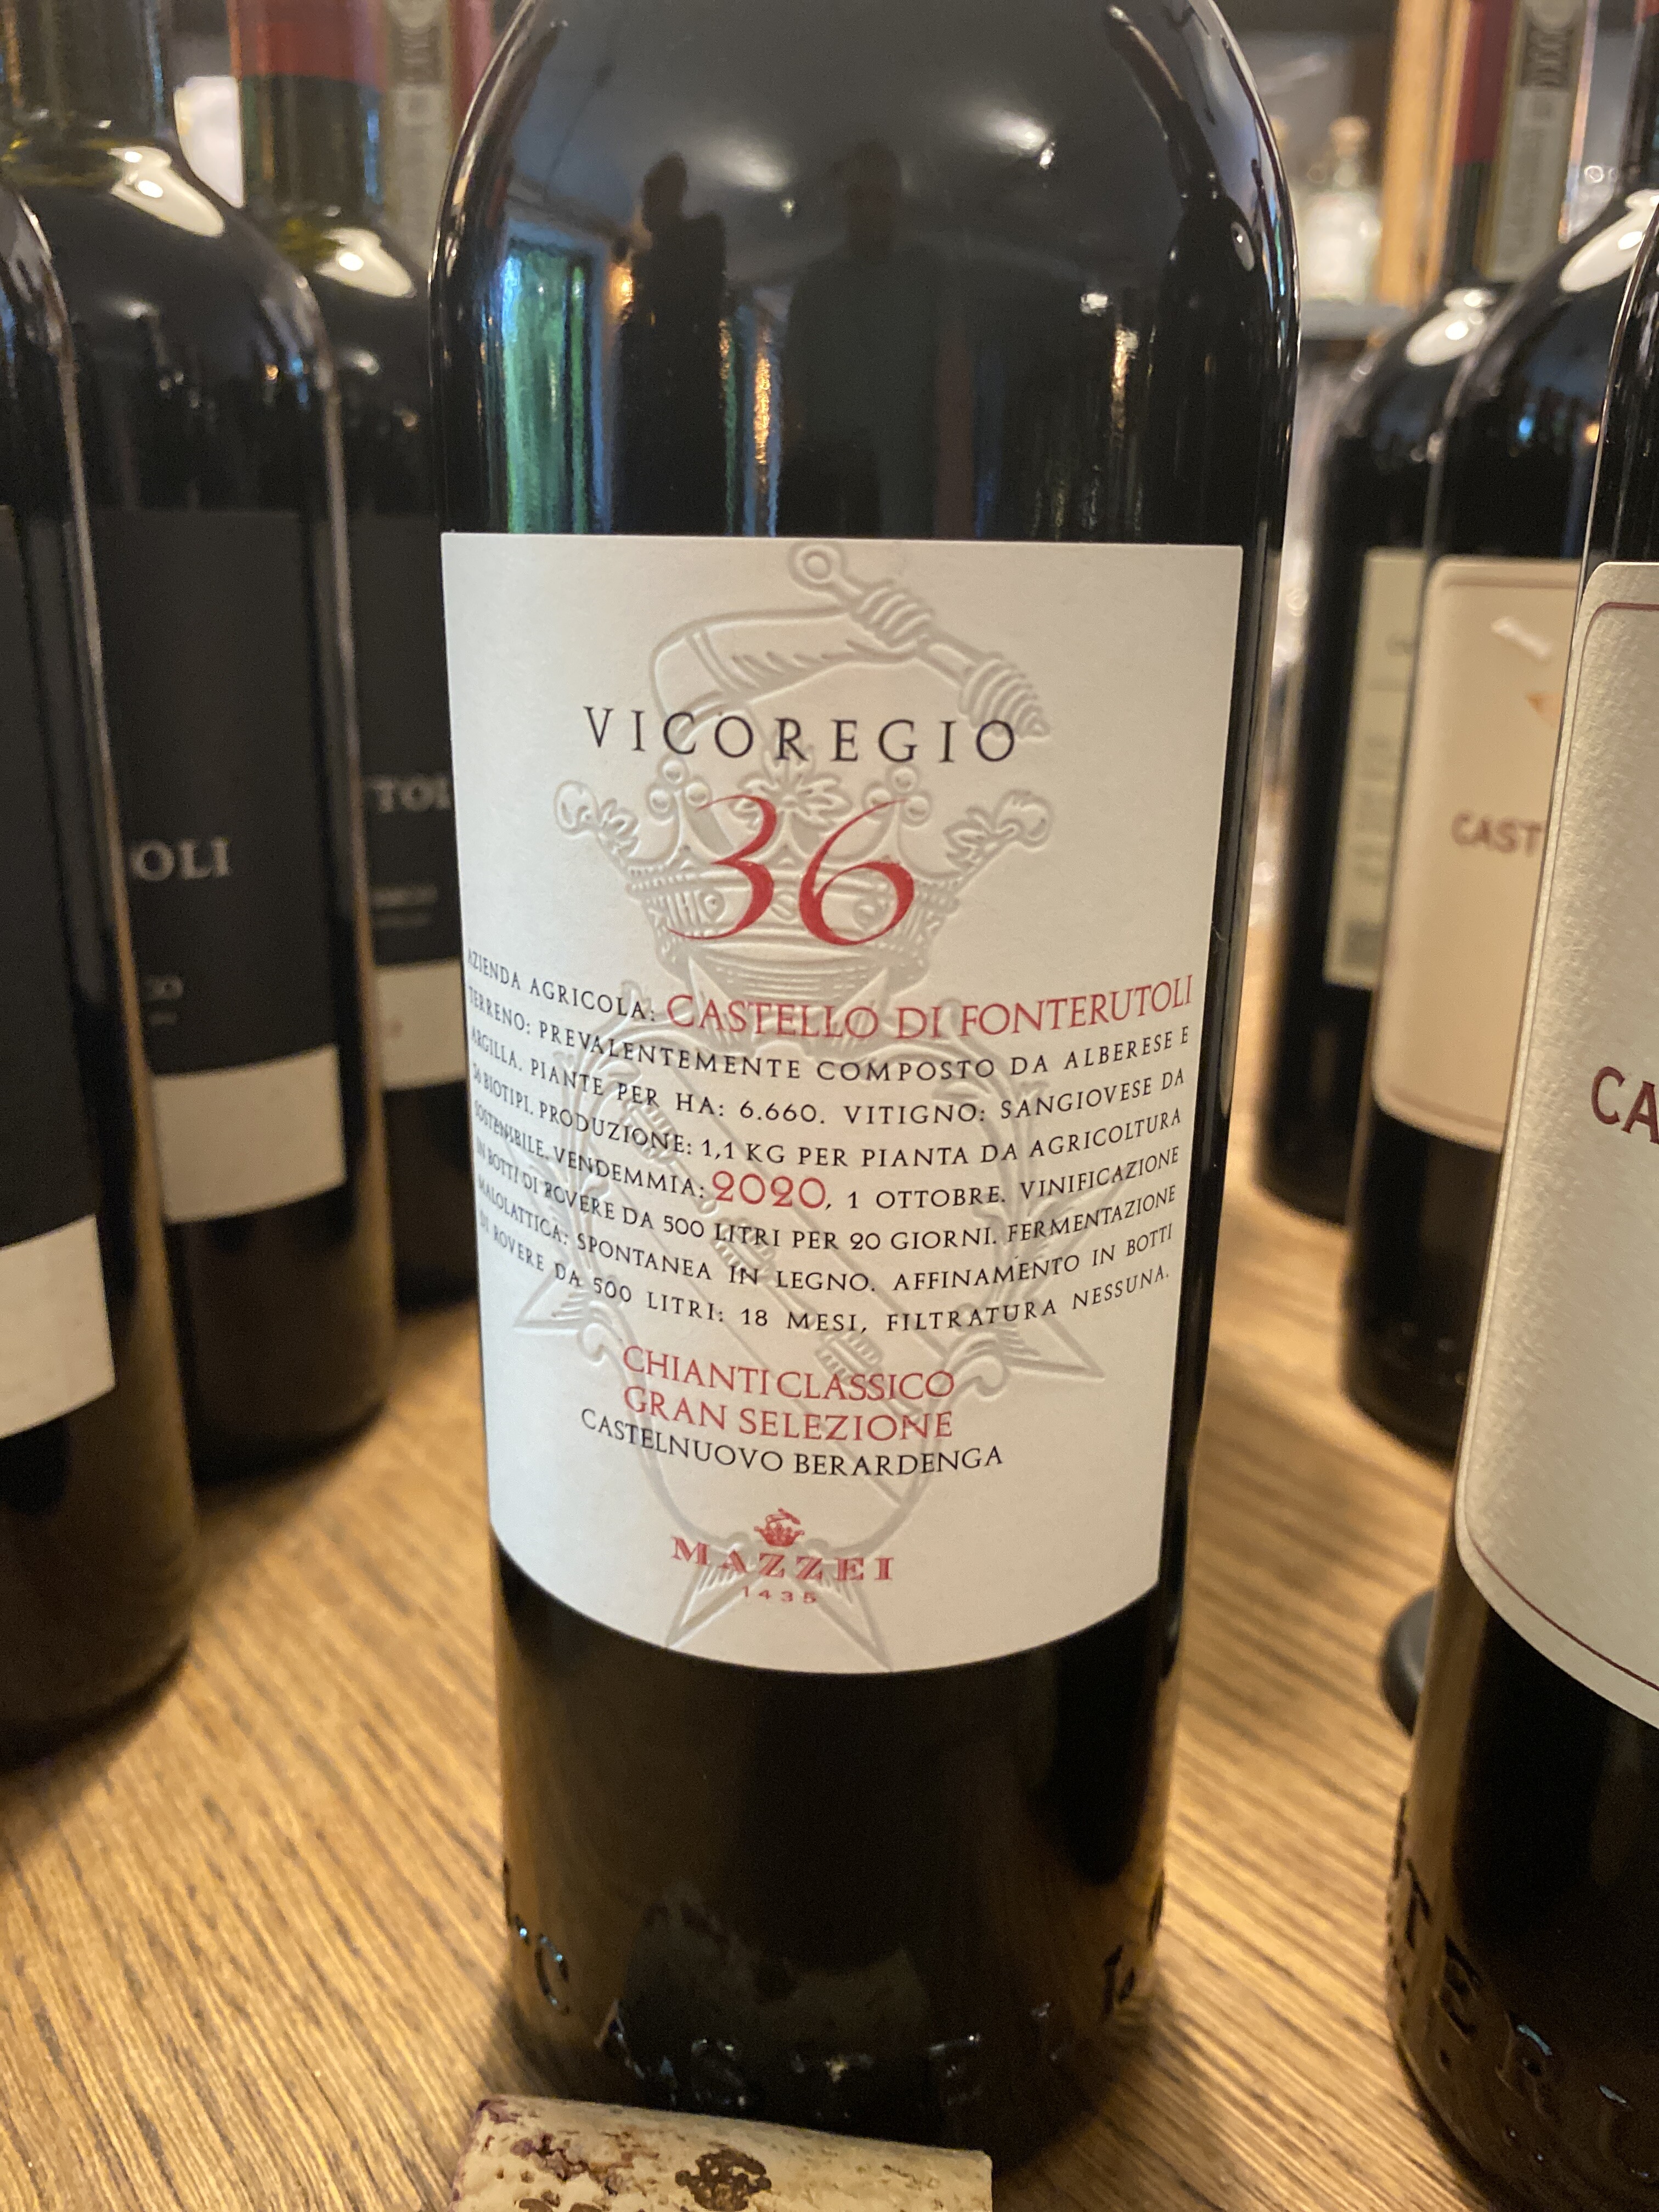 VICOREGIO
36
AZIENDA AGRICOLA: CASTELLO DI FONTERUTOLI
TERRENO: PREVALENTEMENTE COMPOSTO DA ALBERESE E
ARGILLA. PIANTE PER HA: 6.660. VITIGNO: SANGIOVESE DA
36 BIOTIPI. PRODUZIONE: 1,1 KG PER PIANTA DA AGRICOLTURA
SOSTENIBILE. VENDEMMIA: 2020, 1 OTTOBRE. VINIFICAZIONE
IN BOTTI DI ROVERE DA 500 LITRI PER 20 GIORNI. FERMENTAZIONE
MALOLATTICA: SPONTANEA IN LEGNO. AFFINAMENTO IN BOTTI
DI ROVERE DA 500 LITRI: 18 MESI, FILTRATURA NESSUNA.
CHIANTI CLASSICO
GRAN SELEZIONE
CASTELNUOVO BERARDENGA
MAZZEI
1435
OLI
TOL
CAST
CA